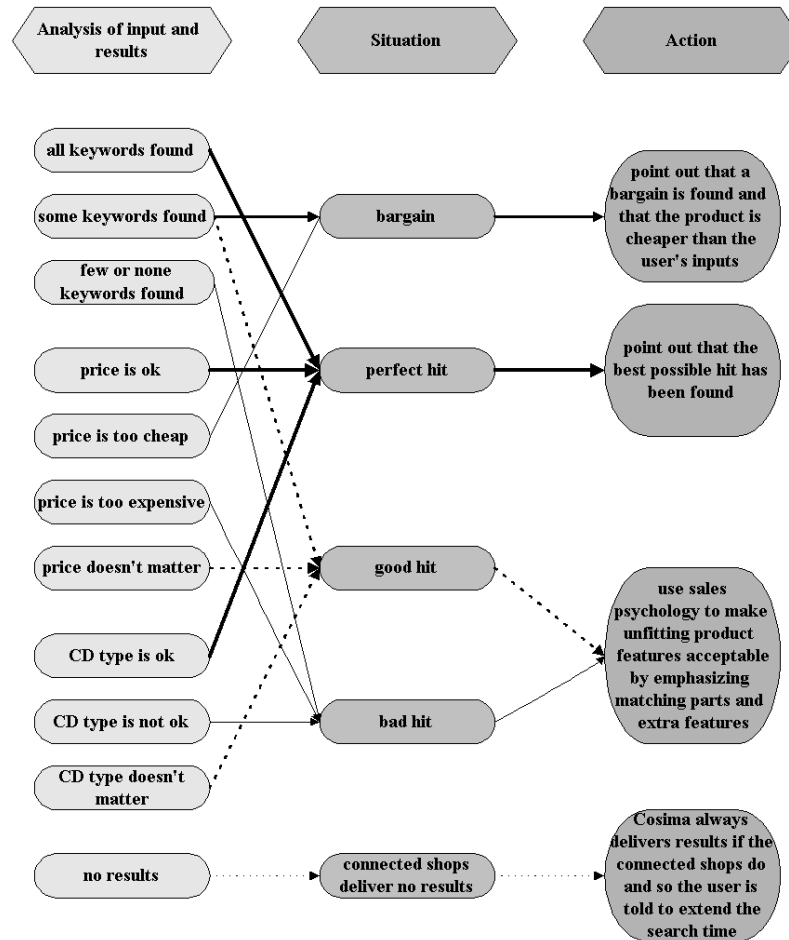 Analysis of input and
results
Situation
Action
all keywords found
some keywords found
few or none
keywords found
price is ok
price is too cheap
price is too expensive
price doesn't matter
CD type is ok
CD type is not ok
CD type doesn't
matter
no results
bargain
perfect hit
good hit
bad hit
connected shops
deliver no results
point out that a
bargain is found and
that the product is
cheaper than the
user's inputs
point out that the
best possible hit has
been found
use sales
psychology to make
unfitting product
features acceptable
by emphasizing
matching parts and
extra features
Cosima always
delivers results if the
connected shops do
and so the user is
told to extend the
search time